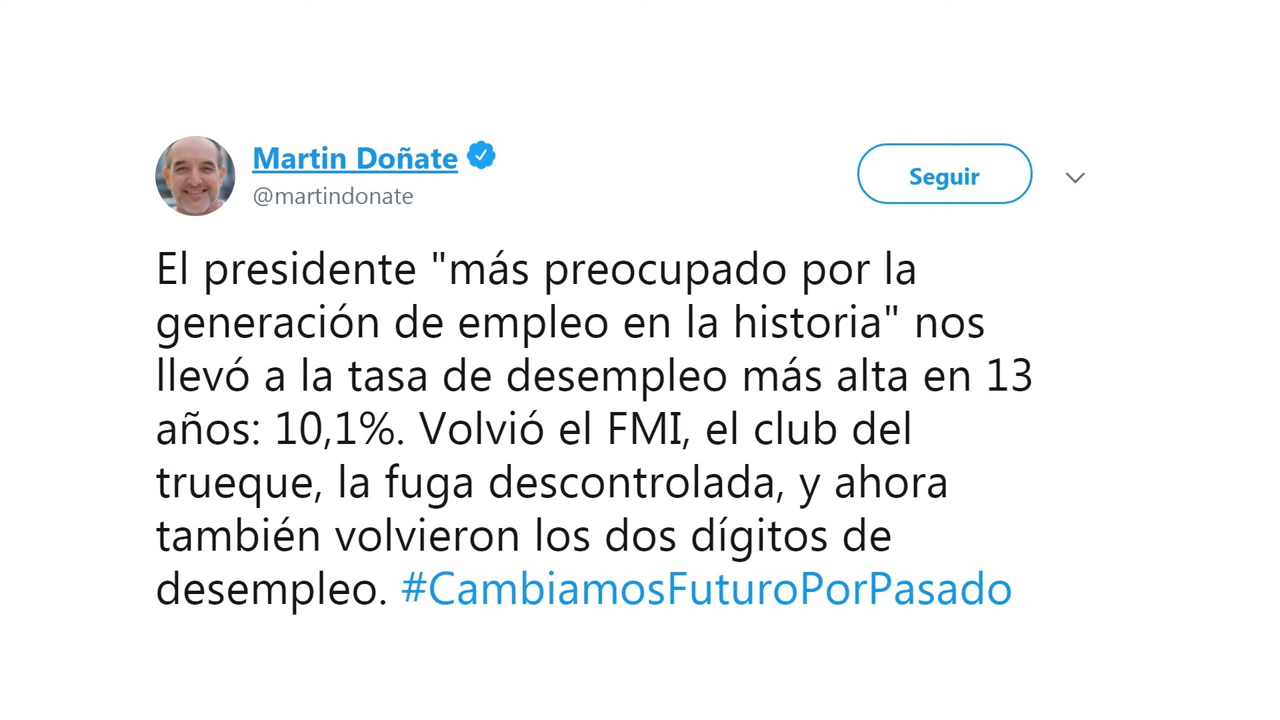 Martin Doñate
@martindonate
Seguir
El presidente "más preocupado por la
generación de empleo en la historia" nos
llevó a la tasa de desempleo más alta en 13
años: 10,1%. Volvió el FMI, el club del
trueque, la fuga descontrolada, y ahora
también volvieron los dos dígitos de
desempleo. #CambiamosFuturoPorPasado